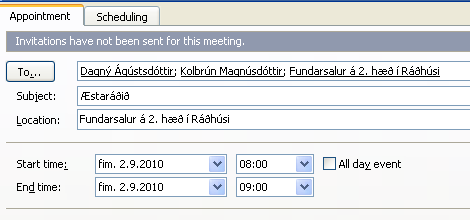 Appointment Scheduling
Invitations have not been sent for this meeting.
To... Dagný Ágústsdóttir; Kolbrún Magnúsdóttir; Fundarsalur á 2. hæð í Ráðhúsi
Subject: Æstaráðið
Location: Fundarsalur á 2. hæð í Ráðhúsi
Start time: fim. 2.9.2010 08:00 All day event
End time: fim. 2.9.2010 09:00